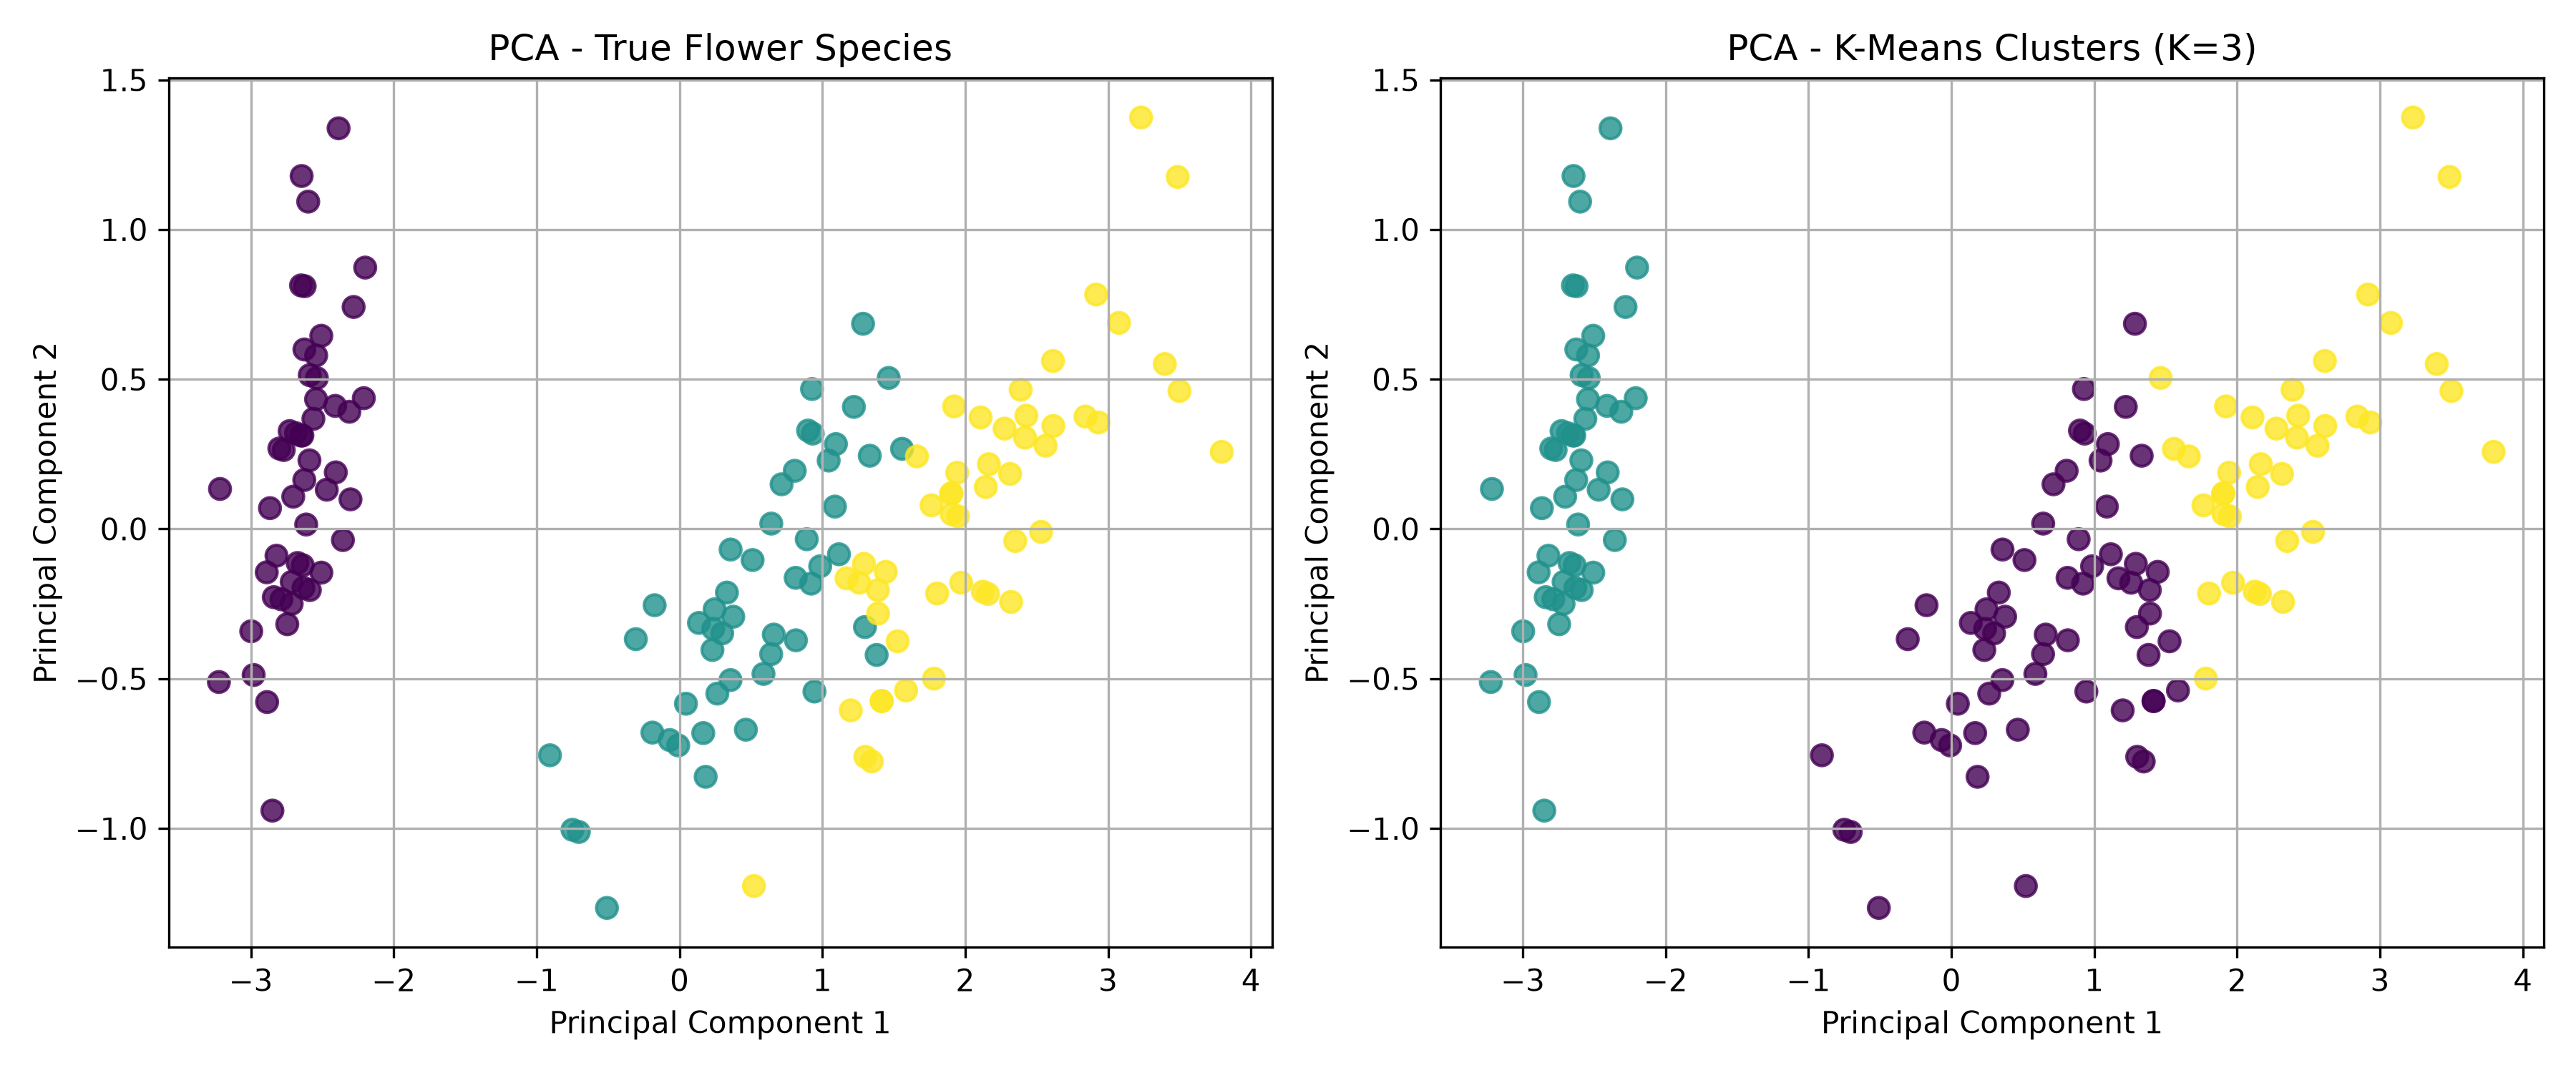 PCA - True Flower Species
1.5
1.0
0.5
0.0
−0.5
−1.0
Principal Component 2
−3 −2 −1 0 1 2 3 4
Principal Component 1
PCA - K-Means Clusters (K=3)
1.5
1.0
0.5
0.0
−0.5
−1.0
Principal Component 2
−3 −2 −1 0 1 2 3 4
Principal Component 1